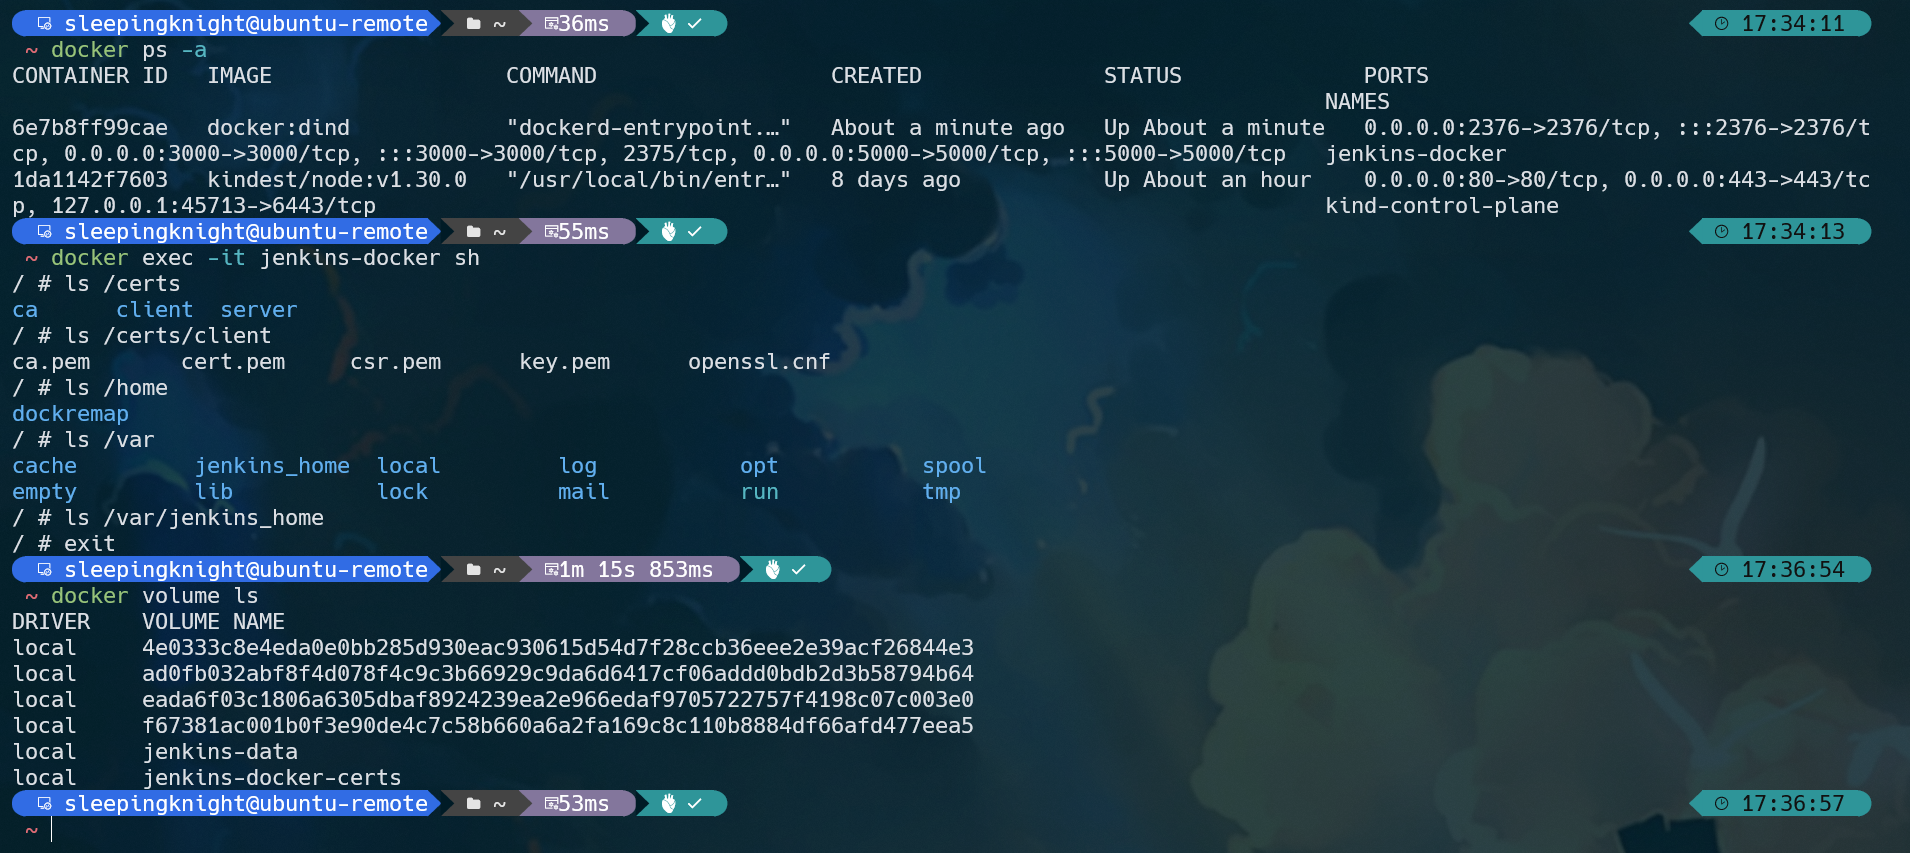 sleepingknight@ubuntu-remote ~ 36ms ✓ 17:34:11
~ docker ps -a
CONTAINER ID   IMAGE                  COMMAND                  CREATED              STATUS              PORTS
NAMES
6e7b8ff99cae   docker:dind            "dockerd-entrypoint.…"   About a minute ago   Up About a minute   0.0.0.0:2376->2376/tcp, :::2376->2376/t
cp, 0.0.0.0:3000->3000/tcp, :::3000->3000/tcp, 2375/tcp, 0.0.0.0:5000->5000/tcp, :::5000->5000/tcp   jenkins-docker
1da1142f7603   kindest/node:v1.30.0   "/usr/local/bin/entr…"   8 days ago           Up About an hour    0.0.0.0:80->80/tcp, 0.0.0.0:443->443/tc
p, 127.0.0.1:45713->6443/tcp   kind-control-plane
sleepingknight@ubuntu-remote ~ 55ms ✓ 17:34:13
~ docker exec -it jenkins-docker sh
/ # ls /certs
ca      client  server
/ # ls /certs/client
ca.pem       cert.pem     csr.pem      key.pem      openssl.cnf
/ # ls /home
dockremap
/ # ls /var
cache         jenkins_home  local         log           opt           spool
empty         lib           lock          mail          run           tmp
/ # ls /var/jenkins_home
/ # exit
sleepingknight@ubuntu-remote ~ 1m 15s 853ms ✓ 17:36:54
~ docker volume ls
DRIVER    VOLUME NAME
local     4e0333c8e4eda0e0bb285d930eac930615d54d7f28ccb36eee2e39acf26844e3
local     ad0fb032abf8f4d078f4c9c3b66929c9da6d6417cf06addd0bdb2d3b58794b64
local     eada6f03c1806a6305dbaf8924239ea2e966edaf9705722757f4198c07c003e0
local     f67381ac001b0f3e90de4c7c58b660a6a2fa169c8c110b8884df66afd477eea5
local     jenkins-data
local     jenkins-docker-certs
sleepingknight@ubuntu-remote ~ 53ms ✓ 17:36:57
~